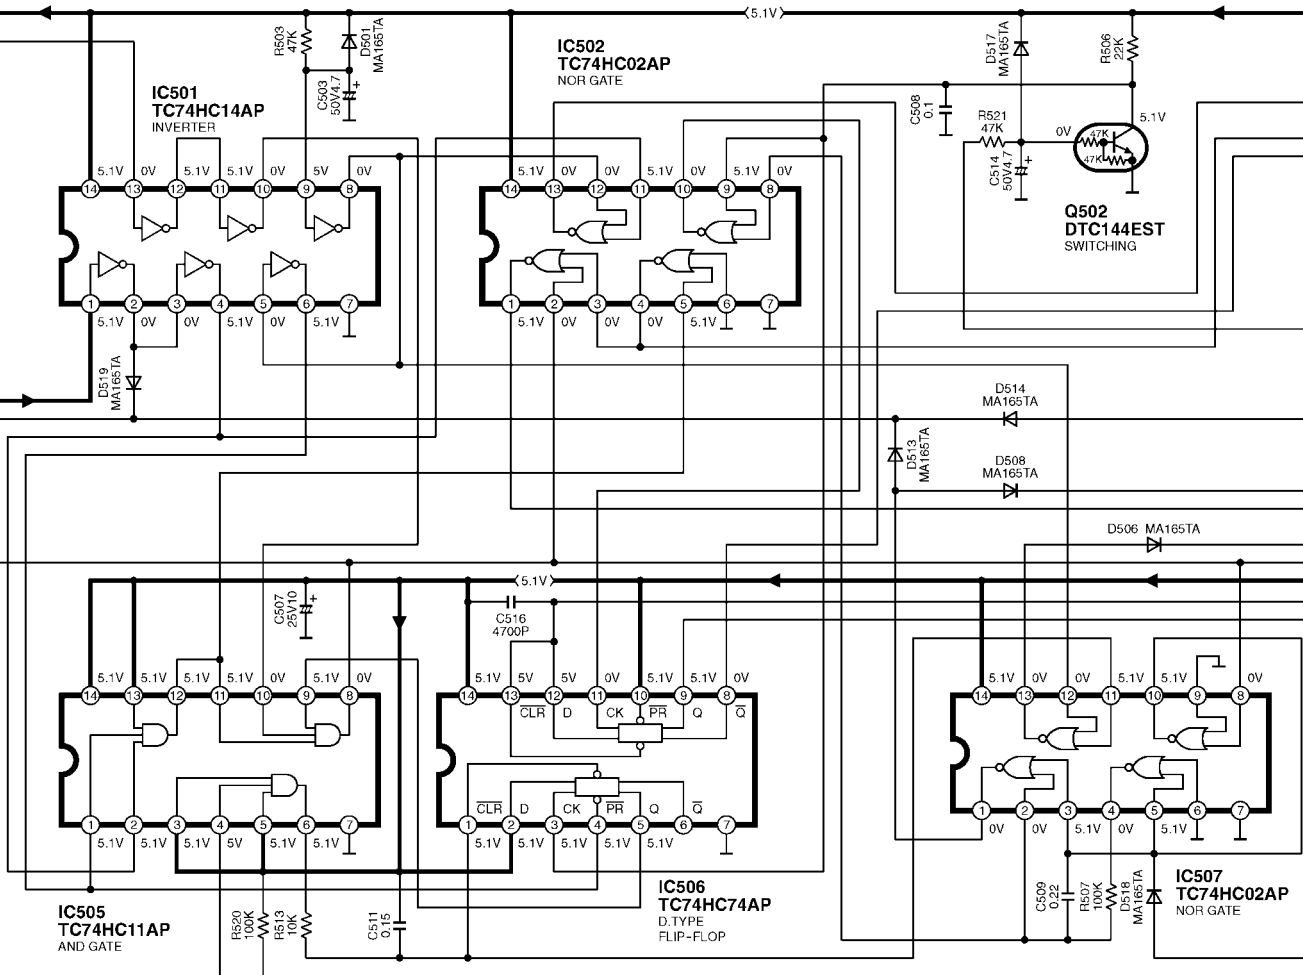 (5.1V)
R503
47K
D501
MA165TA
C503
50V4.7
+
IC501
TC74HC14AP
INVERTER
IC502
TC74HC02AP
NOR GATE
D517
MA165TA
R506
22K
C508
0.1
R521
47K
C514
50V4.7
+
0V
47K
47K
5.1V
Q502
DTC144EST
SWITCHING
5.1V 0V 5.1V 5.1V 0V 5V 0V
14 13 12 11 10 9 8
1 2 3 4 5 6 7
5.1V 0V 0V 5.1V 0V 5.1V
5.1V 0V 0V 5.1V 0V 5.1V 0V
14 13 12 11 10 9 8
1 2 3 4 5 6 7
5.1V 0V 0V 0V 5.1V
D519
MA165TA
D514
MA165TA
D513
MA165TA
D508
MA165TA
D506 MA165TA
(5.1V)
C507
25V10
+
C516
4700P
5.1V 5.1V 5.1V 5.1V 0V 5.1V 0V
14 13 12 11 10 9 8
1 2 3 4 5 6 7
5.1V 5.1V 5.1V 5V 5.1V 5.1V
5.1V 5V 5V 0V 5.1V 5.1V 0V
14 13 12 11 10 9 8
CLR D CK PR Q Q
CLR D CK PR Q Q
1 2 3 4 5 6 7
5.1V 5.1V 5.1V 5.1V 5.1V
5.1V 0V 0V 5.1V 5.1V 0V
14 13 12 11 10 9 8
1 2 3 4 5 6 7
0V 0V 5.1V 0V 5.1V
IC505
TC74HC11AP
AND GATE
R520
100K
R513
10K
C511
0.15
IC506
TC74HC74AP
D.TYPE
FLIP-FLOP
C509
0.22
R507
100K
D518
MA165TA
IC507
TC74HC02AP
NOR GATE